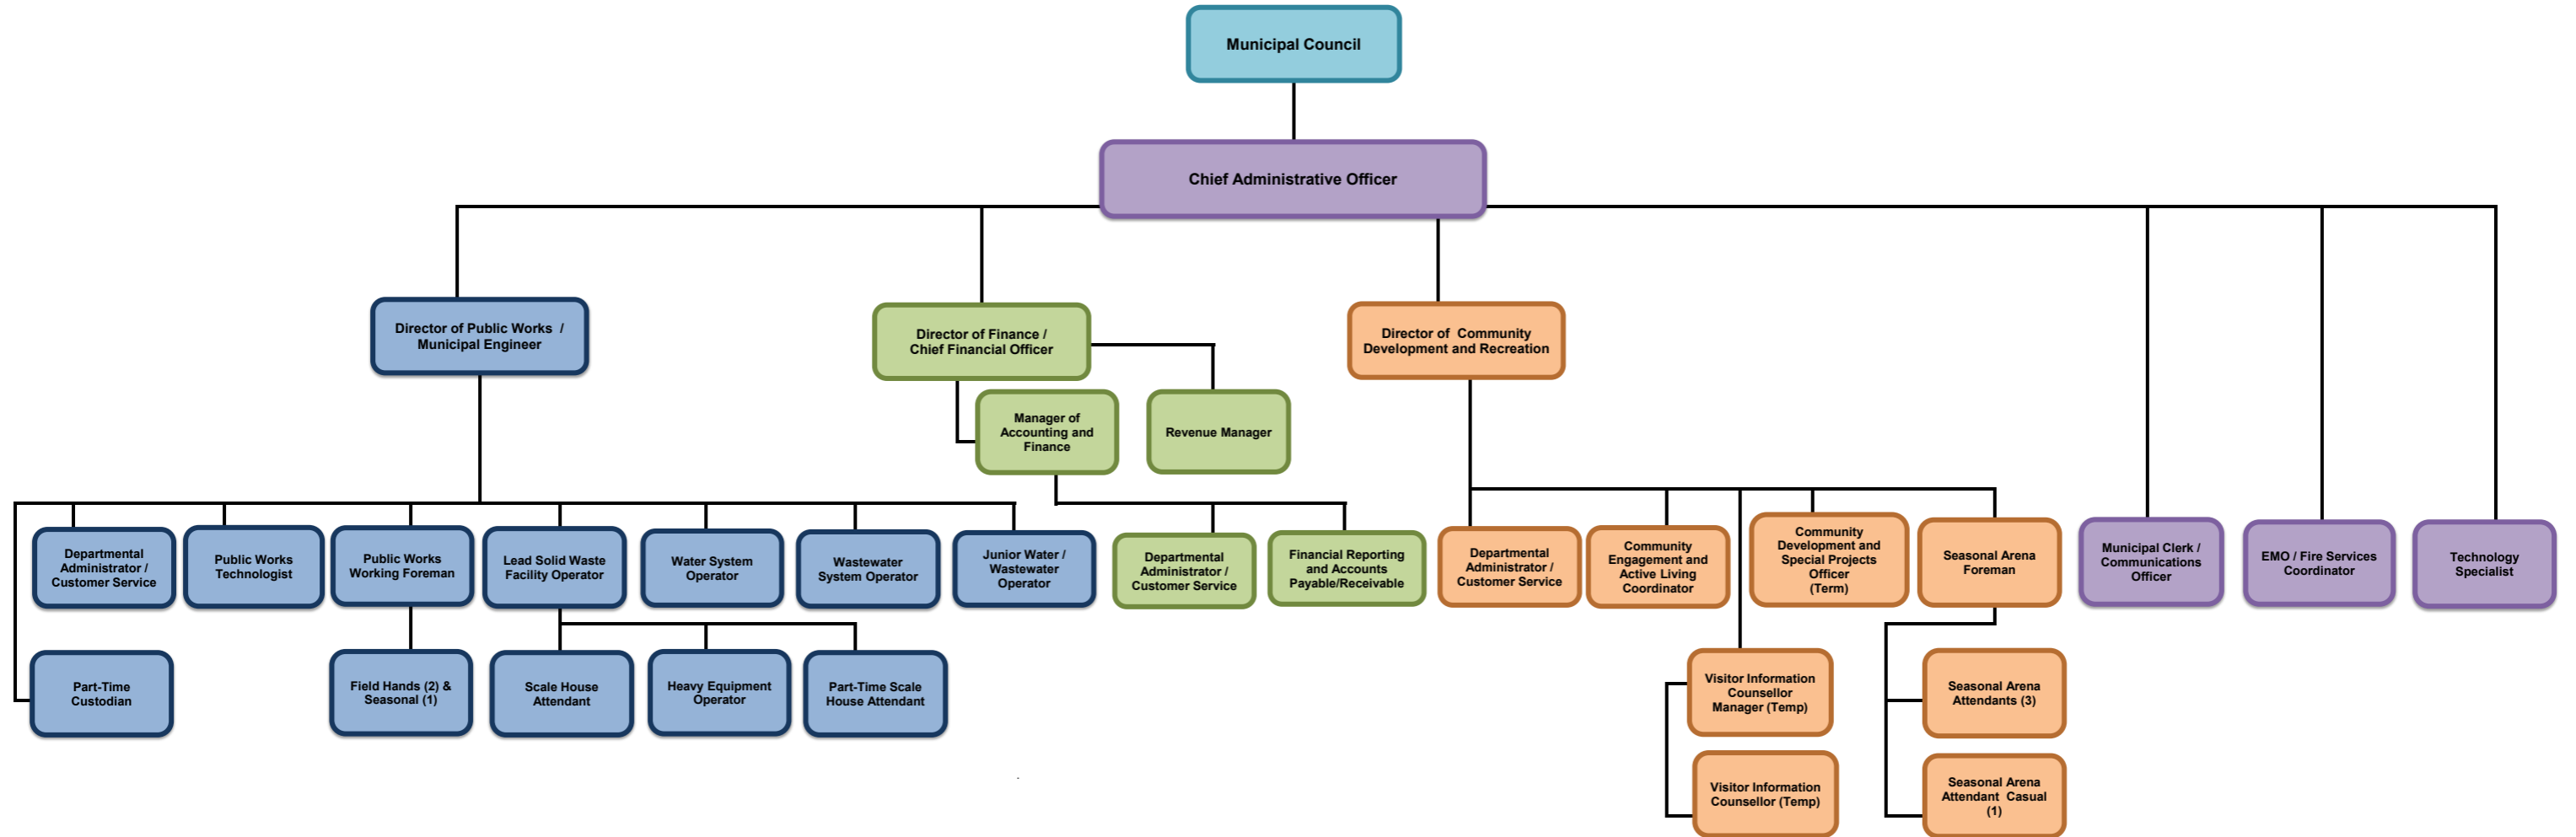 Municipal Council
Chief Administrative Officer
Director of Public Works /
Municipal Engineer
Director of Finance /
Chief Financial Officer
Director of Community
Development and Recreation
Manager of
Accounting and
Finance
Revenue Manager
Departmental
Administrator /
Customer Service
Public Works
Technologist
Public Works
Working Foreman
Lead Solid Waste
Facility Operator
Water System
Operator
Wastewater
System Operator
Junior Water /
Wastewater
Operator
Departmental
Administrator /
Customer Service
Financial Reporting
and Accounts
Payable/Receivable
Departmental
Administrator /
Customer Service
Community
Engagement and
Active Living
Coordinator
Community
Development and
Special Projects
Officer
(Term)
Seasonal Arena
Foreman
Municipal Clerk /
Communications
Officer
EMO / Fire Services
Coordinator
Technology
Specialist
Part-Time
Custodian
Field Hands (2) &
Seasonal (1)
Scale House
Attendant
Heavy Equipment
Operator
Part-Time Scale
House Attendant
Visitor Information
Counsellor
Manager (Temp)
Seasonal Arena
Attendants (3)
Visitor Information
Counsellor (Temp)
Seasonal Arena
Attendant Casual
(1)